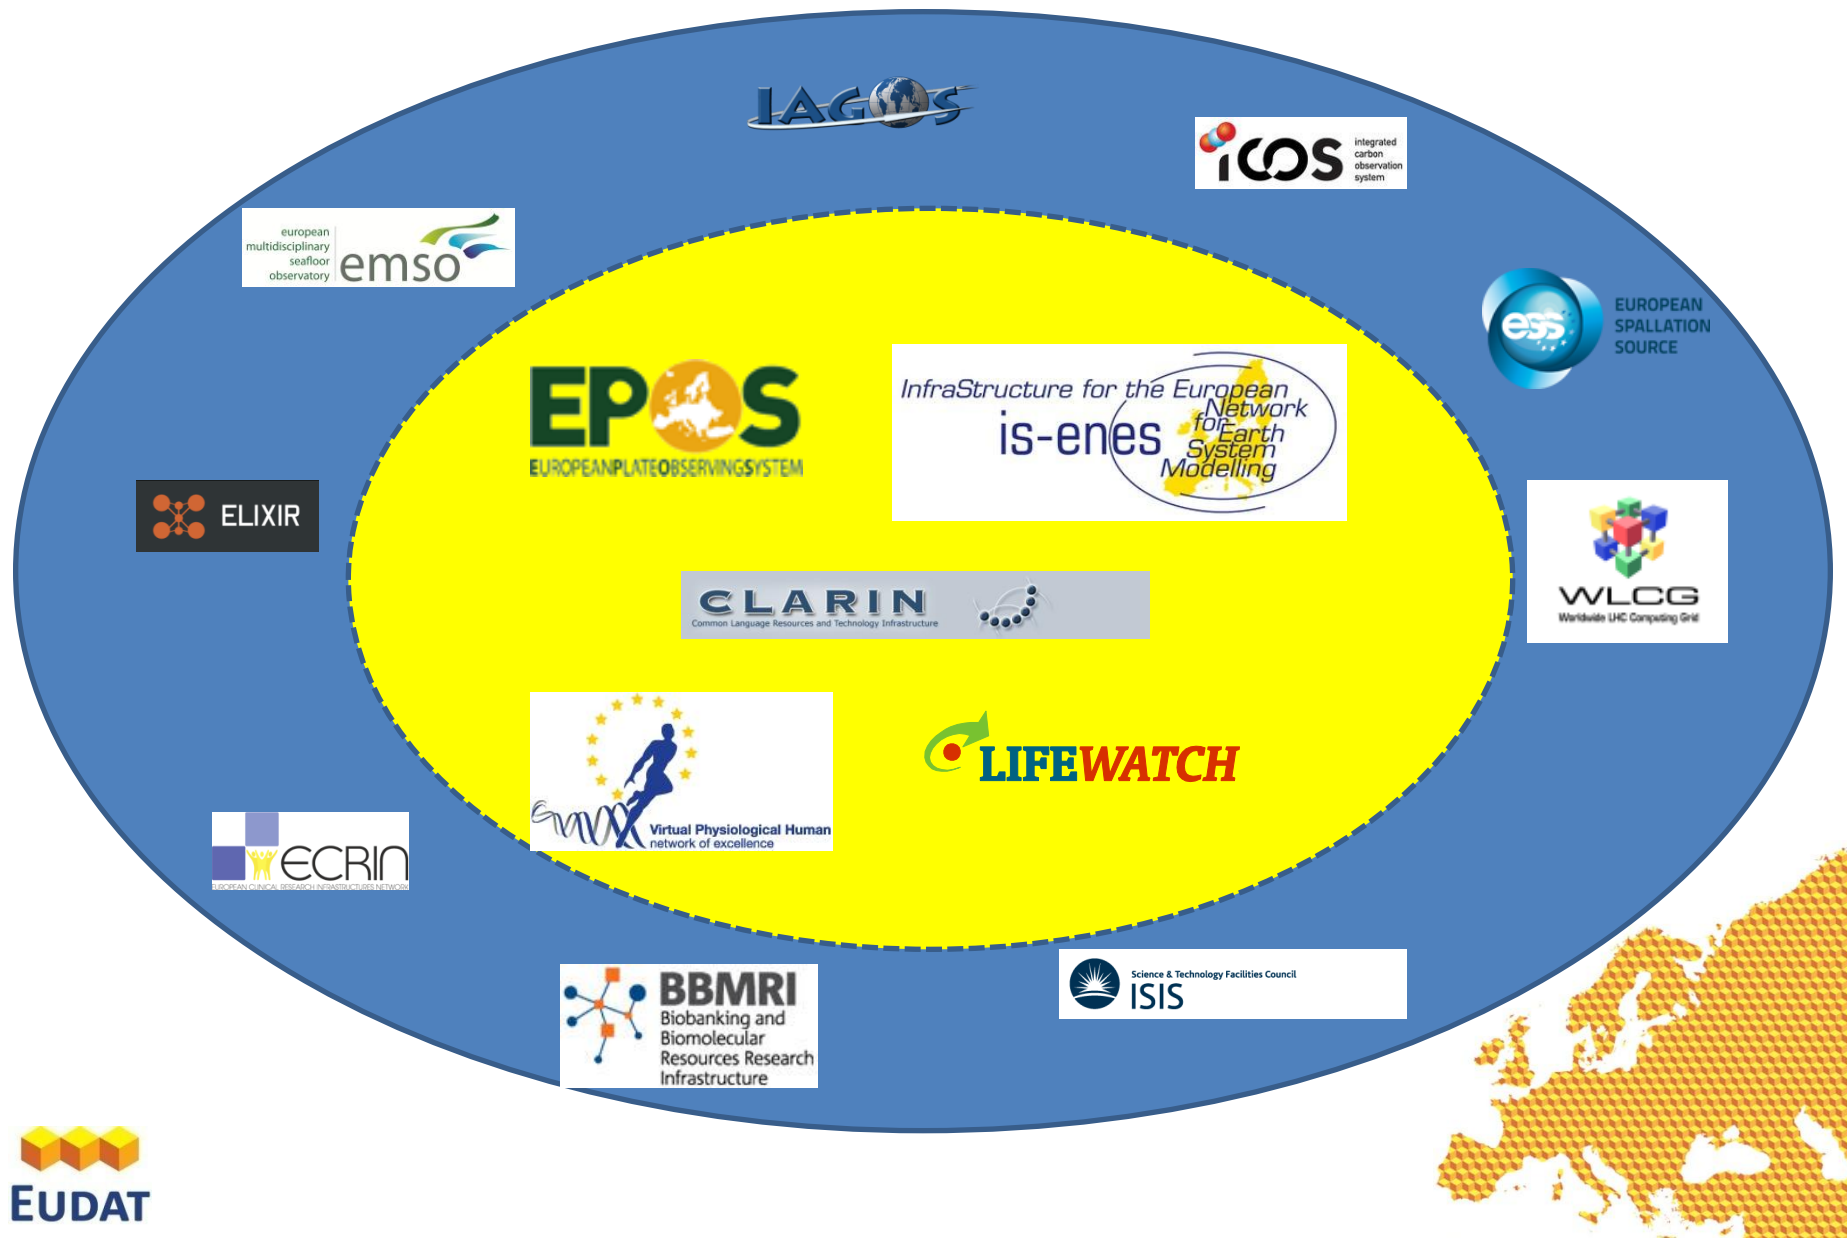 IAGOS
icos
integrated
carbon
observation
system
european
multidisciplinary
seafloor
observatory
emso
ess
EUROPEAN
SPALLATION
SOURCE
EPOS
EUROPEANPLATEOBSERVINGSYSTEM
InfraStructure for the European
Network
for
Earth
System
Modelling
is-enes
ELIXIR
WLCG
Worldwide LHC Computing Grid
CLARIN
Common Language Resources and Technology Infrastructure
Virtual Physiological Human
network of excellence
LIFEWATCH
ECRIN
EUROPEAN CLINICAL RESEARCH INFRASTRUCTURES NETWORK
BBMRI
Biobanking and
Biomolecular
Resources Research
Infrastructure
Science & Technology Facilities Council
ISIS
EUDAT